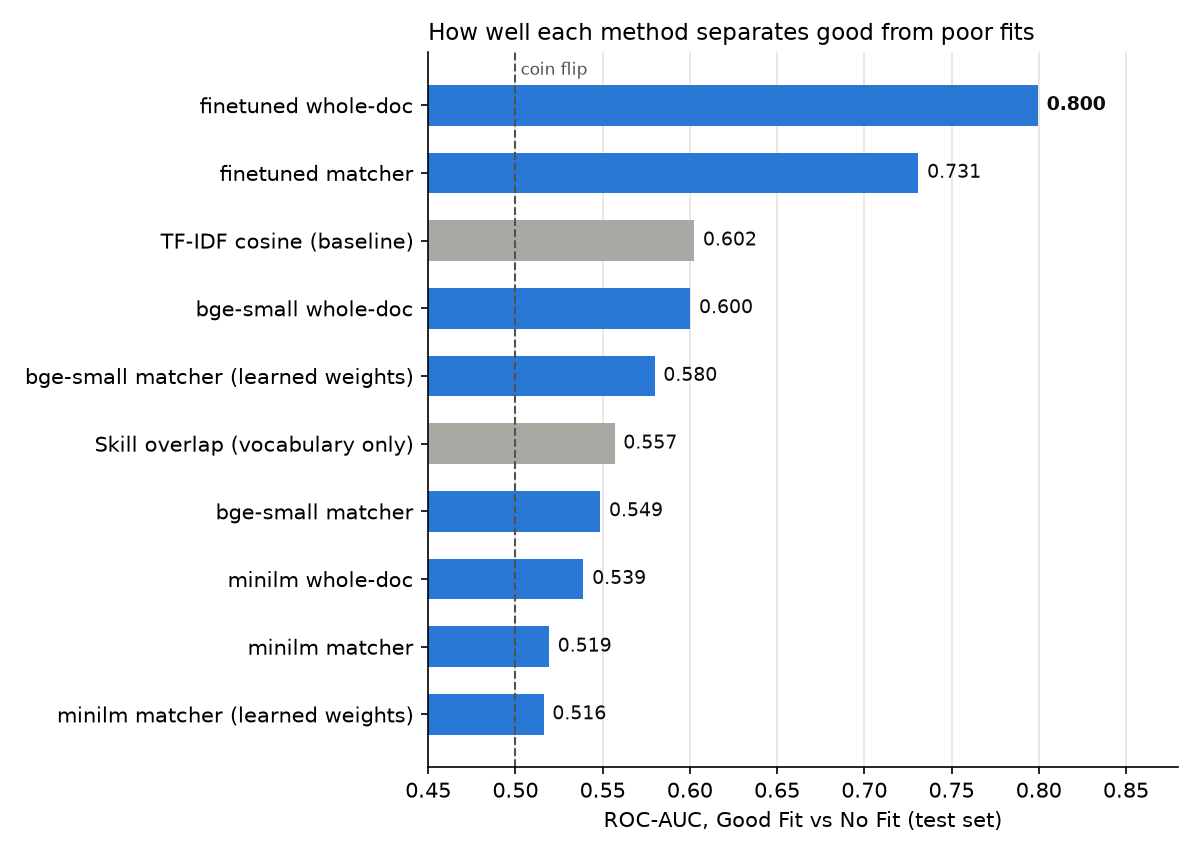 How well each method separates good from poor fits
coin flip
finetuned whole-doc 0.800
finetuned matcher 0.731
TF-IDF cosine (baseline) 0.602
bge-small whole-doc 0.600
bge-small matcher (learned weights) 0.580
Skill overlap (vocabulary only) 0.557
bge-small matcher 0.549
minilm whole-doc 0.539
minilm matcher 0.519
minilm matcher (learned weights) 0.516
0.45 0.50 0.55 0.60 0.65 0.70 0.75 0.80 0.85
ROC-AUC, Good Fit vs No Fit (test set)